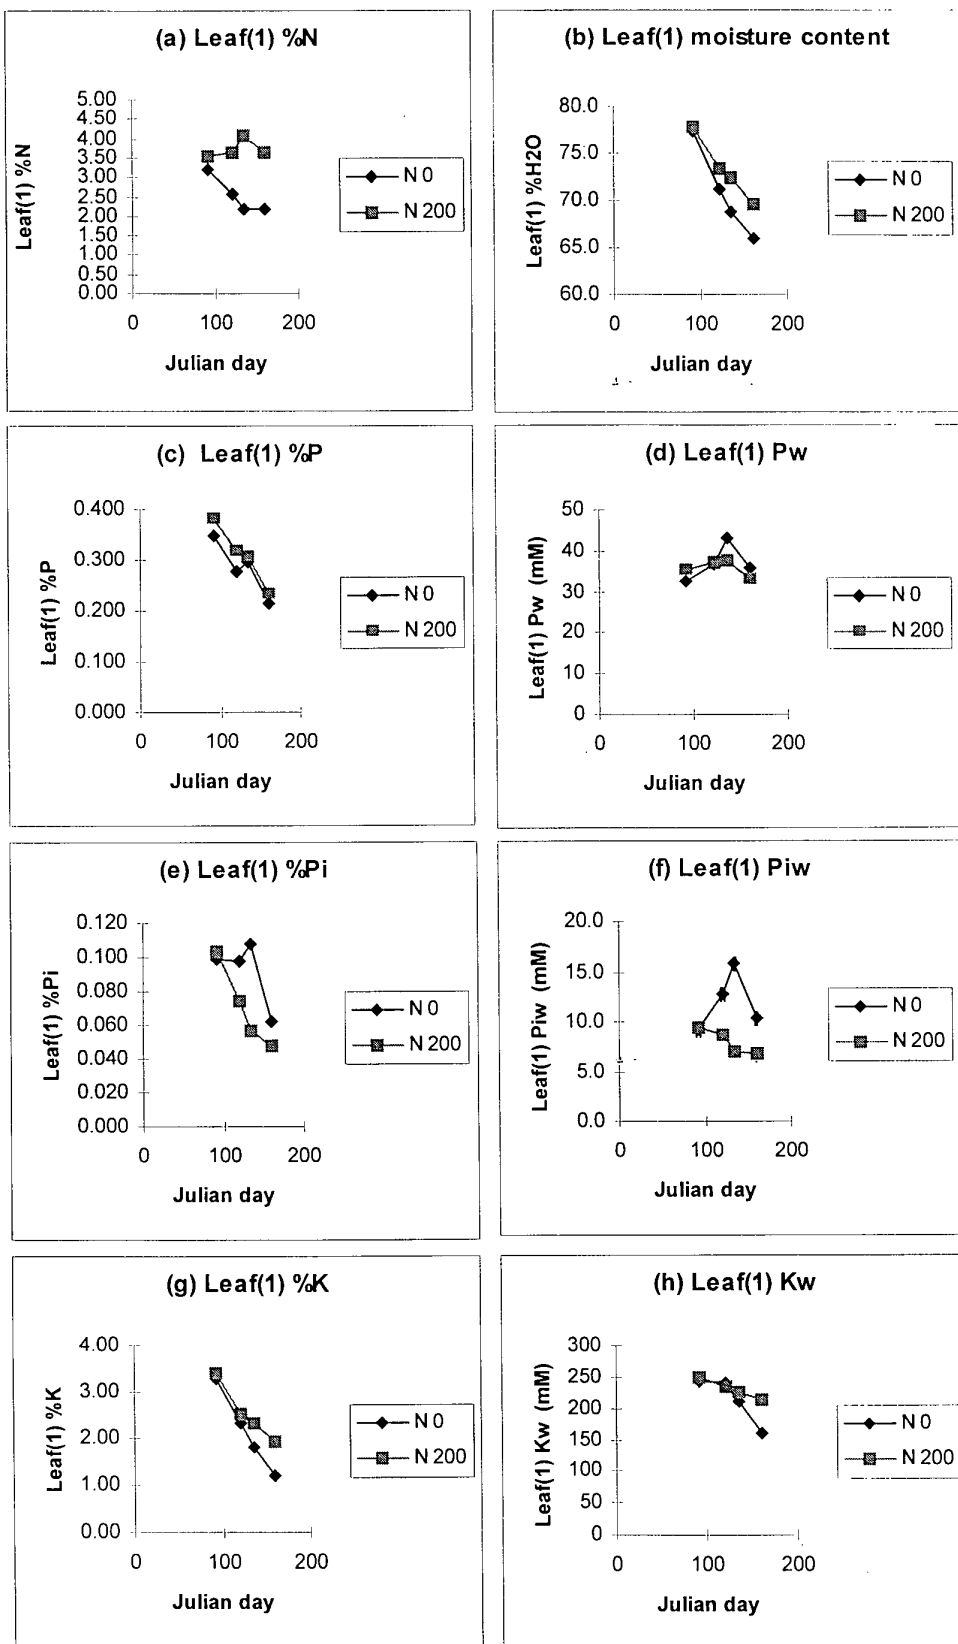 (a) Leaf(1) %N
Leaf(1) %N
5.00
4.50
4.00
3.50
3.00
2.50
2.00
1.50
1.00
0.50
0.00
0 100 200
Julian day
N 0
N 200
(b) Leaf(1) moisture content
Leaf(1) %H2O
80.0
75.0
70.0
65.0
60.0
0 100 200
Julian day
N 0
N 200
(c) Leaf(1) %P
Leaf(1) %P
0.400
0.300
0.200
0.100
0.000
0 100 200
Julian day
N 0
N 200
(d) Leaf(1) Pw
Leaf(1) Pw (mM)
50
40
30
20
10
0
0 100 200
Julian day
N 0
N 200
(e) Leaf(1) %Pi
Leaf(1) %Pi
0.120
0.100
0.080
0.060
0.040
0.020
0.000
0 100 200
Julian day
N 0
N 200
(f) Leaf(1) Piw
Leaf(1) Piw (mM)
20.0
15.0
10.0
5.0
0.0
0 100 200
Julian day
N 0
N 200
(g) Leaf(1) %K
Leaf(1) %K
4.00
3.00
2.00
1.00
0.00
0 100 200
Julian day
N 0
N 200
(h) Leaf(1) Kw
Leaf(1) Kw (mM)
300
250
200
150
100
50
0
0 100 200
Julian day
N 0
N 200